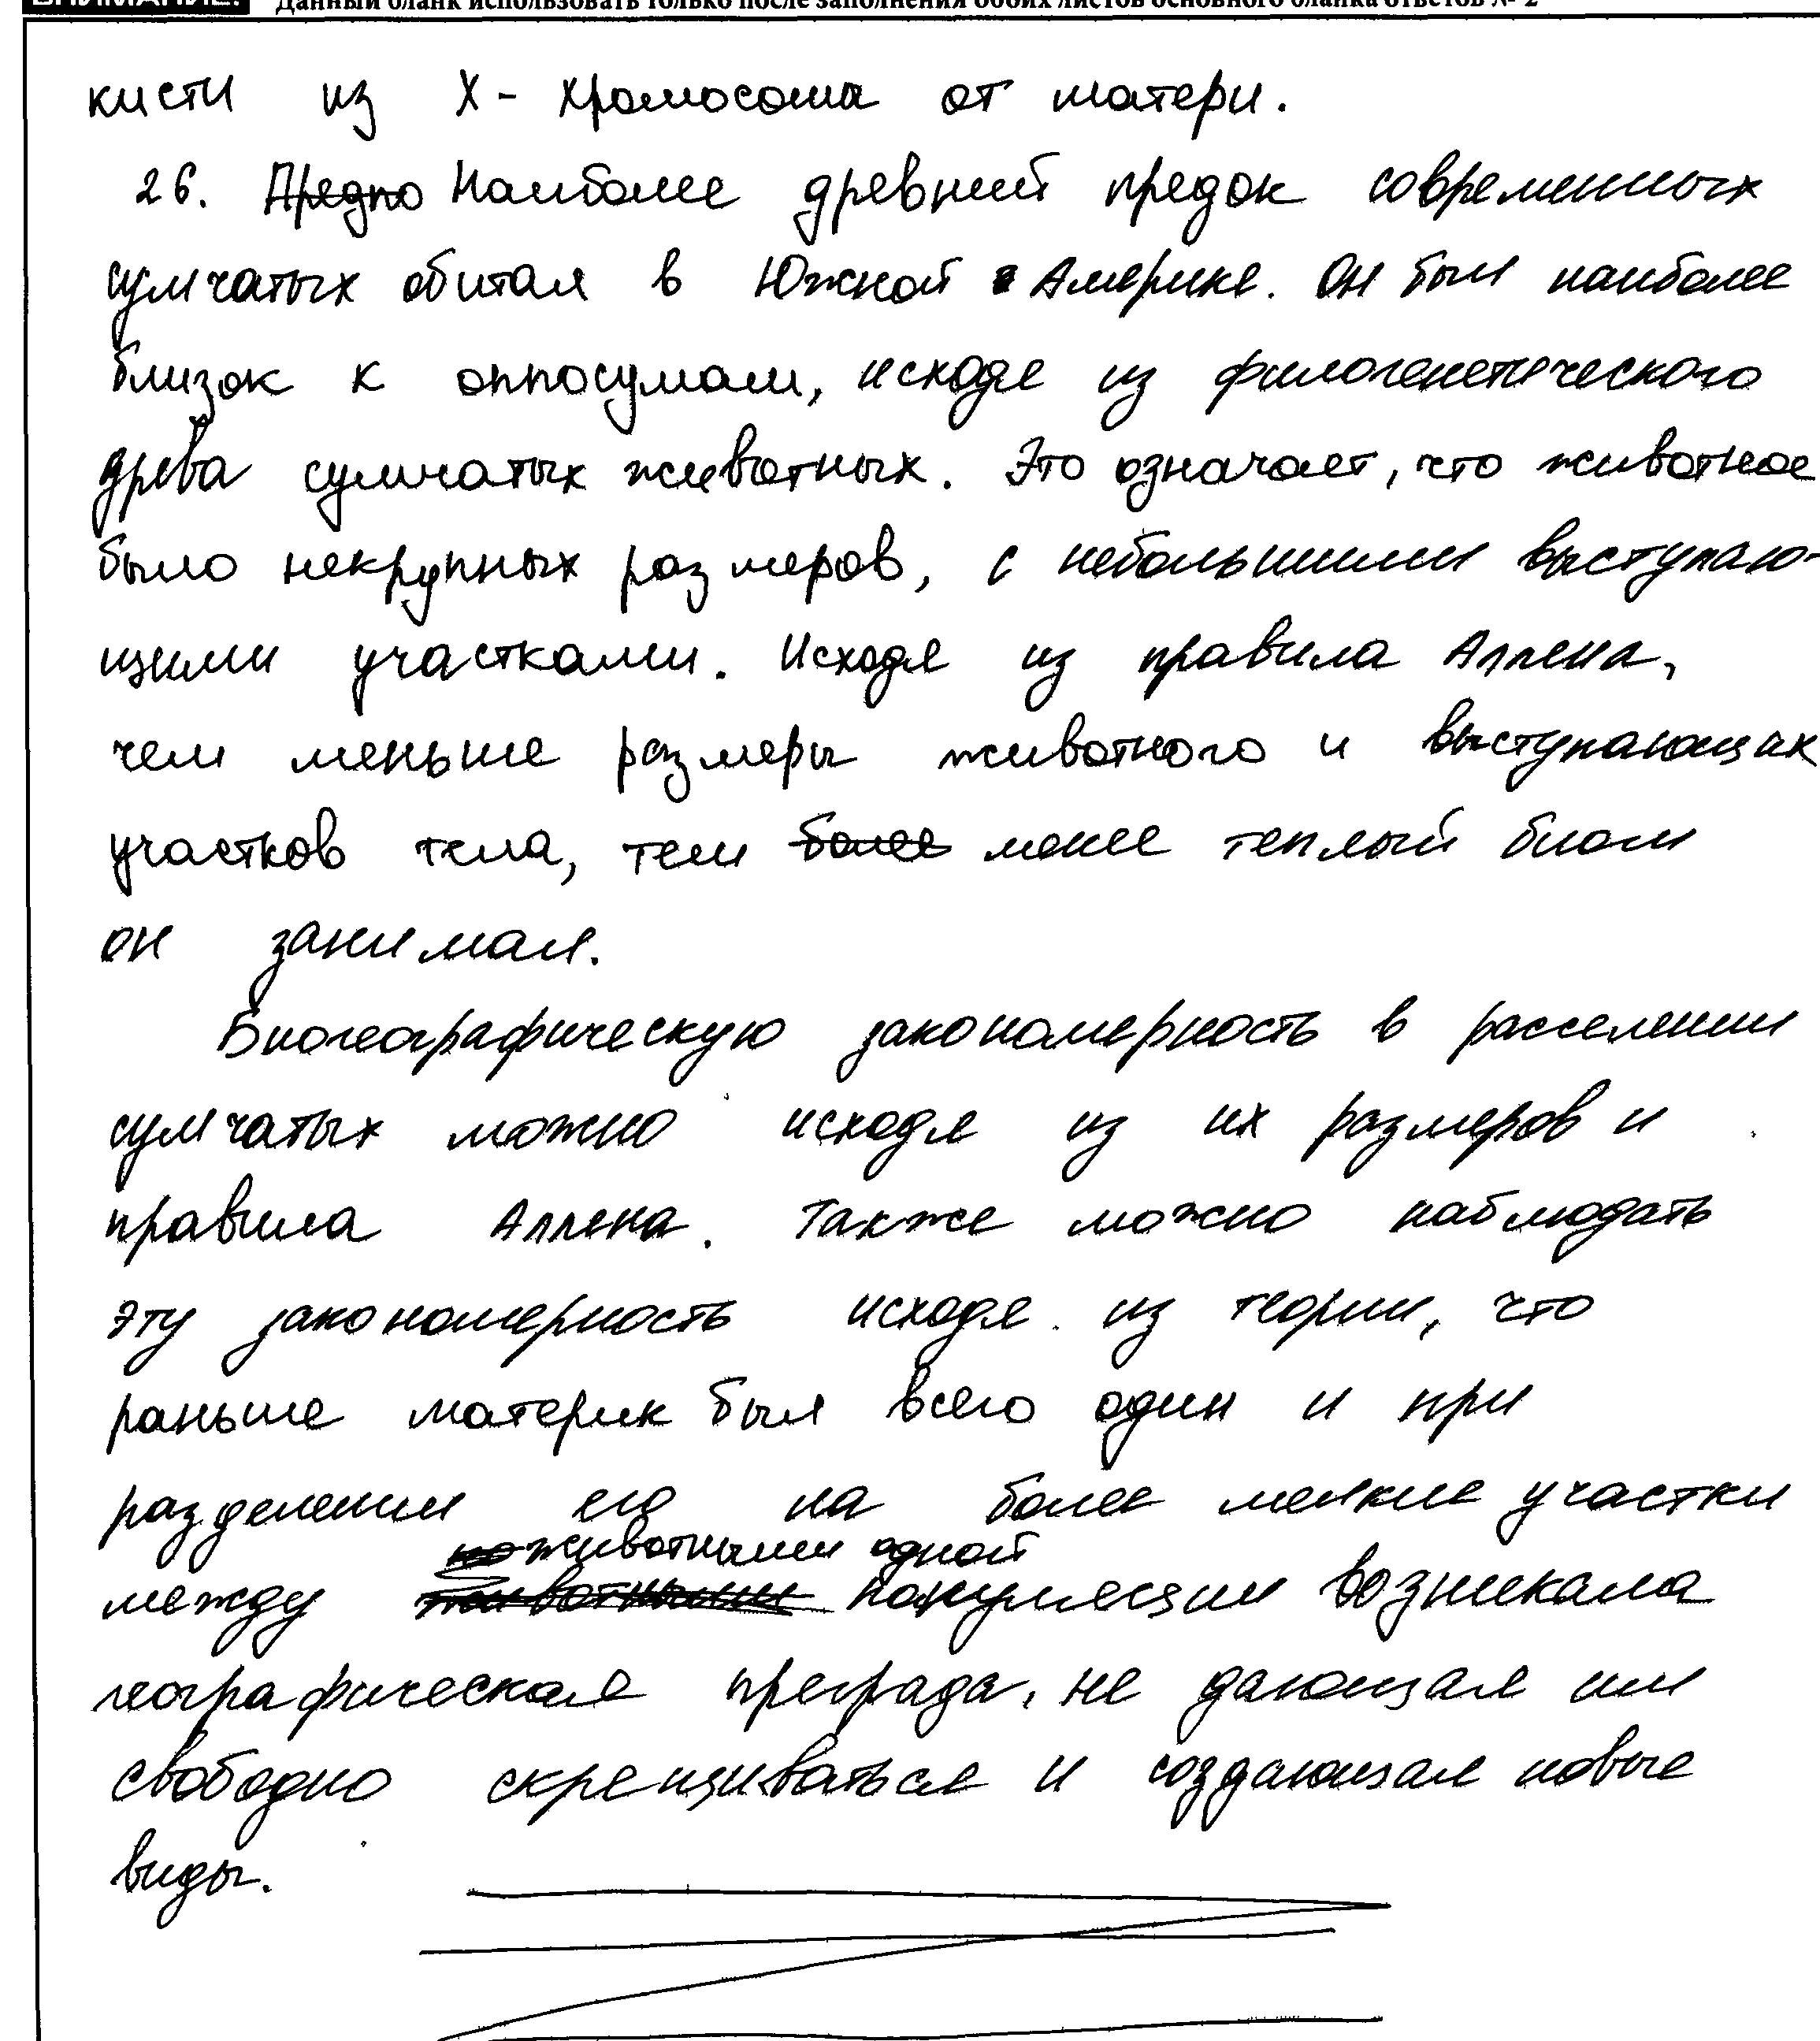 ВНИМАНИЕ! Данный бланк использовать только после заполнения обоих листов основного бланка ответов № 2
кисти из X - хромосомы от матери.
26. Предпо Наиболее древний предок современных
сумчатых обитал в Южной Америке. Он был наиболее
близок к оппосумам, исходя из филогенетического
древа сумчатых животных. Это означает, что животное
было некрупных размеров, с небольшими выступаю-
щими участками. Исходя из правила Аллена,
чем меньше размеры животного и выступающих
участков тела, тем более менее теплый биом
он занимал.
Биогеографическую закономерность в расселении
сумчатых можно исходя из их размеров и
правила Аллена. Также можно наблюдать
эту закономерность исходя из теории, что
раньше материк был всего один и при
разделении его на более мелкие участки
животными одной
между животными популяции возникала
географическая преграда, не дающая им
свободно скрещиваться и создающая новые
виды.